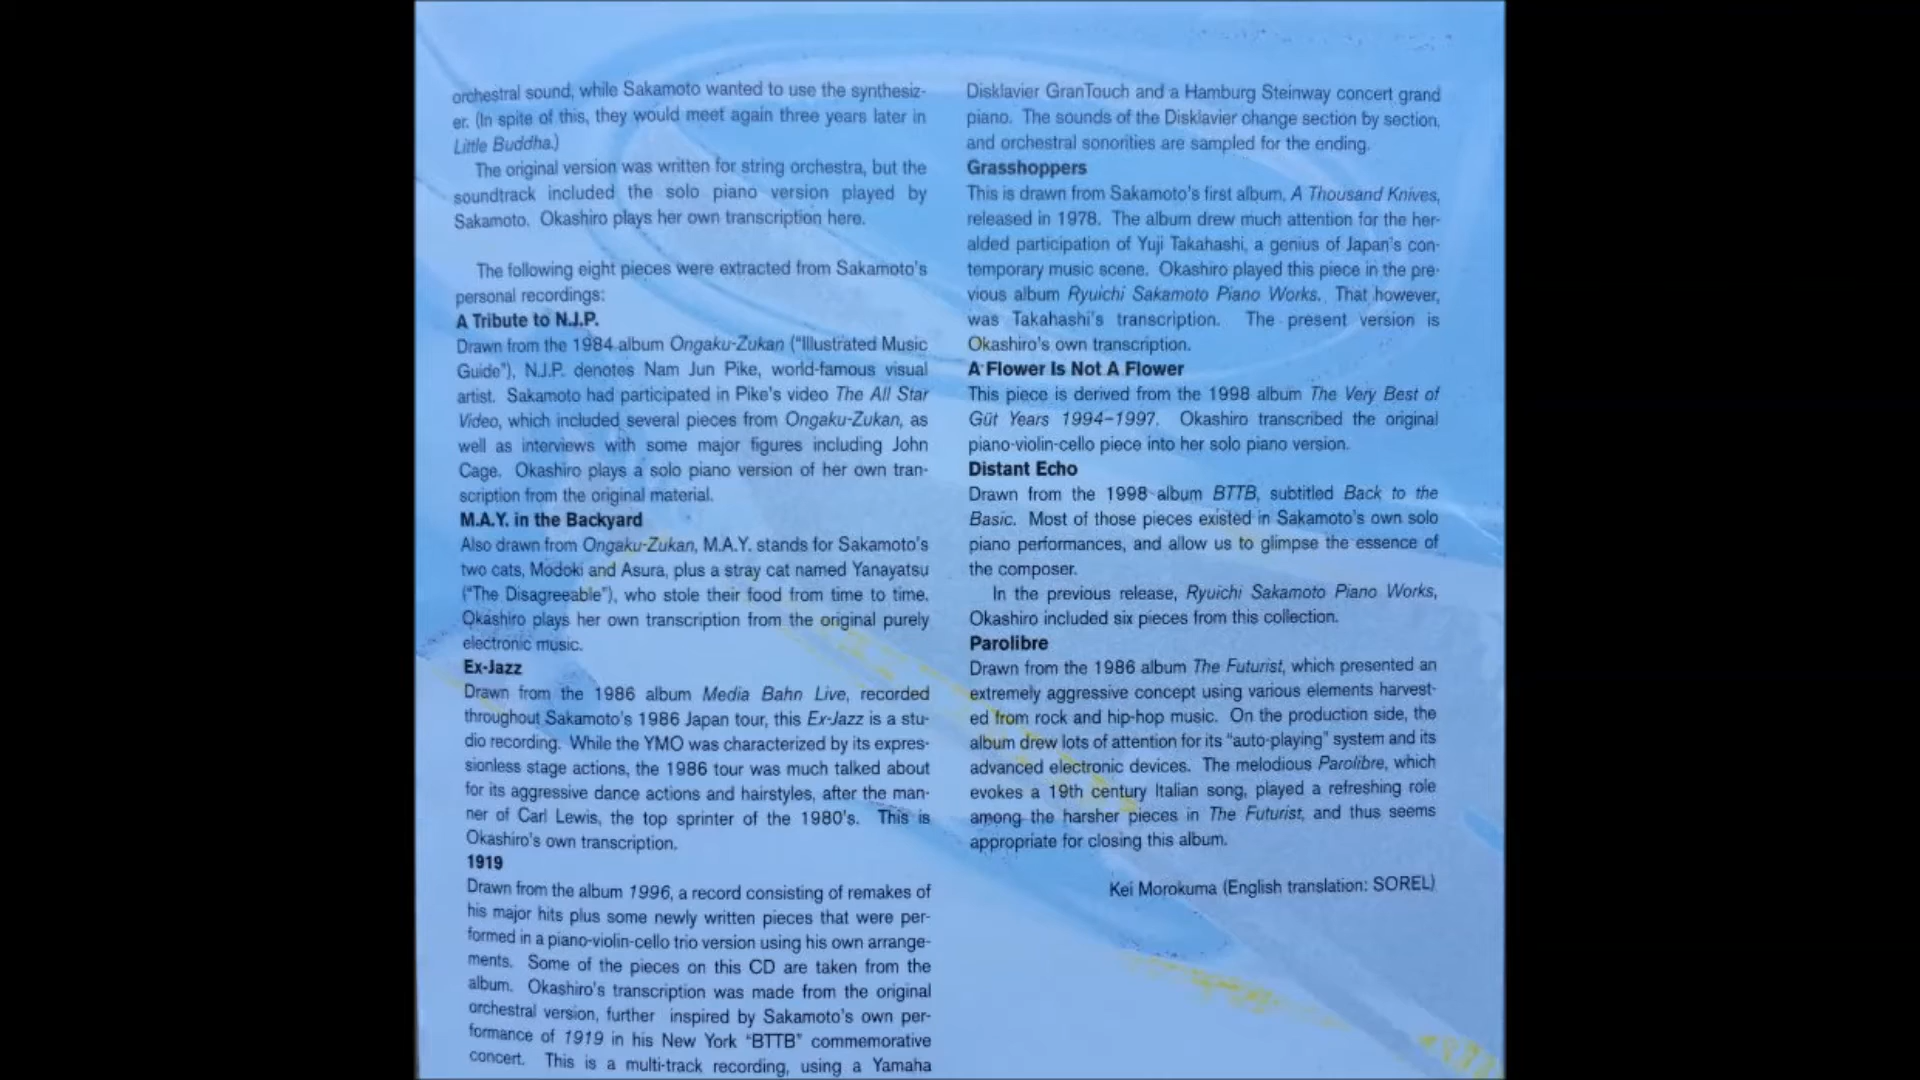 orchestral sound, while Sakamoto wanted to use the synthesiz-
er. (In spite of this, they would meet again three years later in
Little Buddha.)
The original version was written for string orchestra, but the
soundtrack included the solo piano version played by
Sakamoto. Okashiro plays her own transcription here.
The following eight pieces were extracted from Sakamoto's
personal recordings:
A Tribute to N.J.P.
Drawn from the 1984 album Ongaku-Zukan ("Illustrated Music
Guide"), N.J.P. denotes Nam Jun Pike, world-famous visual
artist. Sakamoto had participated in Pike's video The All Star
Video, which included several pieces from Ongaku-Zukan, as
well as interviews with some major figures including John
Cage. Okashiro plays a solo piano version of her own tran-
scription from the original material.
M.A.Y. in the Backyard
Also drawn from Ongaku-Zukan, M.A.Y. stands for Sakamoto's
two cats, Modoki and Asura, plus a stray cat named Yanayatsu
("The Disagreeable"), who stole their food from time to time.
Okashiro plays her own transcription from the original purely
electronic music.
Ex-Jazz
Drawn from the 1986 album Media Bahn Live, recorded
throughout Sakamoto's 1986 Japan tour, this Ex-Jazz is a stu-
dio recording. While the YMO was characterized by its expres-
sionless stage actions, the 1986 tour was much talked about
for its aggressive dance actions and hairstyles, after the man-
ner of Carl Lewis, the top sprinter of the 1980's. This is
Okashiro's own transcription.
1919
Drawn from the album 1996, a record consisting of remakes of
his major hits plus some newly written pieces that were per-
formed in a piano-violin-cello trio version using his own arrange-
ments. Some of the pieces on this CD are taken from the
album. Okashiro's transcription was made from the original
orchestral version, further inspired by Sakamoto's own per-
formance of 1919 in his New York "BTTB" commemorative
concert. This is a multi-track recording, using a Yamaha
Disklavier GranTouch and a Hamburg Steinway concert grand
piano. The sounds of the Disklavier change section by section,
and orchestral sonorities are sampled for the ending.
Grasshoppers
This is drawn from Sakamoto's first album, A Thousand Knives,
released in 1978. The album drew much attention for the her-
alded participation of Yuji Takahashi, a genius of Japan's con-
temporary music scene. Okashiro played this piece in the pre-
vious album Ryuichi Sakamoto Piano Works. That however,
was Takahashi's transcription. The present version is
Okashiro's own transcription.
A Flower Is Not A Flower
This piece is derived from the 1998 album The Very Best of
Güt Years 1994–1997. Okashiro transcribed the original
piano-violin-cello piece into her solo piano version.
Distant Echo
Drawn from the 1998 album BTTB, subtitled Back to the
Basic. Most of those pieces existed in Sakamoto's own solo
piano performances, and allow us to glimpse the essence of
the composer.
In the previous release, Ryuichi Sakamoto Piano Works,
Okashiro included six pieces from this collection.
Parolibre
Drawn from the 1986 album The Futurist, which presented an
extremely aggressive concept using various elements harvest-
ed from rock and hip-hop music. On the production side, the
album drew lots of attention for its "auto-playing" system and its
advanced electronic devices. The melodious Parolibre, which
evokes a 19th century Italian song, played a refreshing role
among the harsher pieces in The Futurist, and thus seems
appropriate for closing this album.
Kei Morokuma (English translation: SOREL)